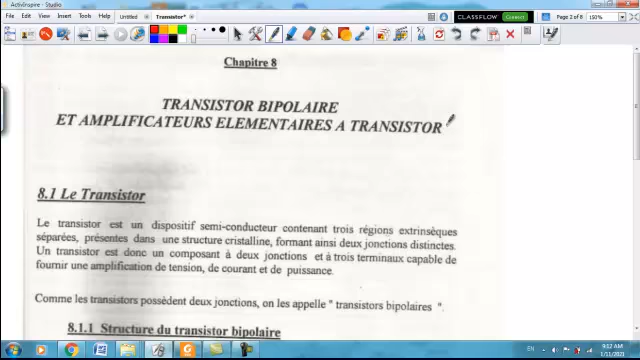 ActivInspire - Studio
File Edit View Insert Tools Help
Untitled Transistor*
CLASSFLOW Connect Page 2 of 8 150%
Chapitre 8
TRANSISTOR BIPOLAIRE
ET AMPLIFICATEURS ELEMENTAIRES A TRANSISTOR
8.1 Le Transistor
Le transistor est un dispositif semi-conducteur contenant trois régions extrinsèques
séparées, présentes dans une structure cristalline, formant ainsi deux jonctions distinctes.
Un transistor est donc un composant à deux jonctions et à trois terminaux capable de
fournir une amplification de tension, de courant et de puissance.
Comme les transistors possèdent deux jonctions, on les appelle " transistors bipolaires ".
8.1.1 Structure du transistor bipolaire
EN
9:12 AM
1/11/2021